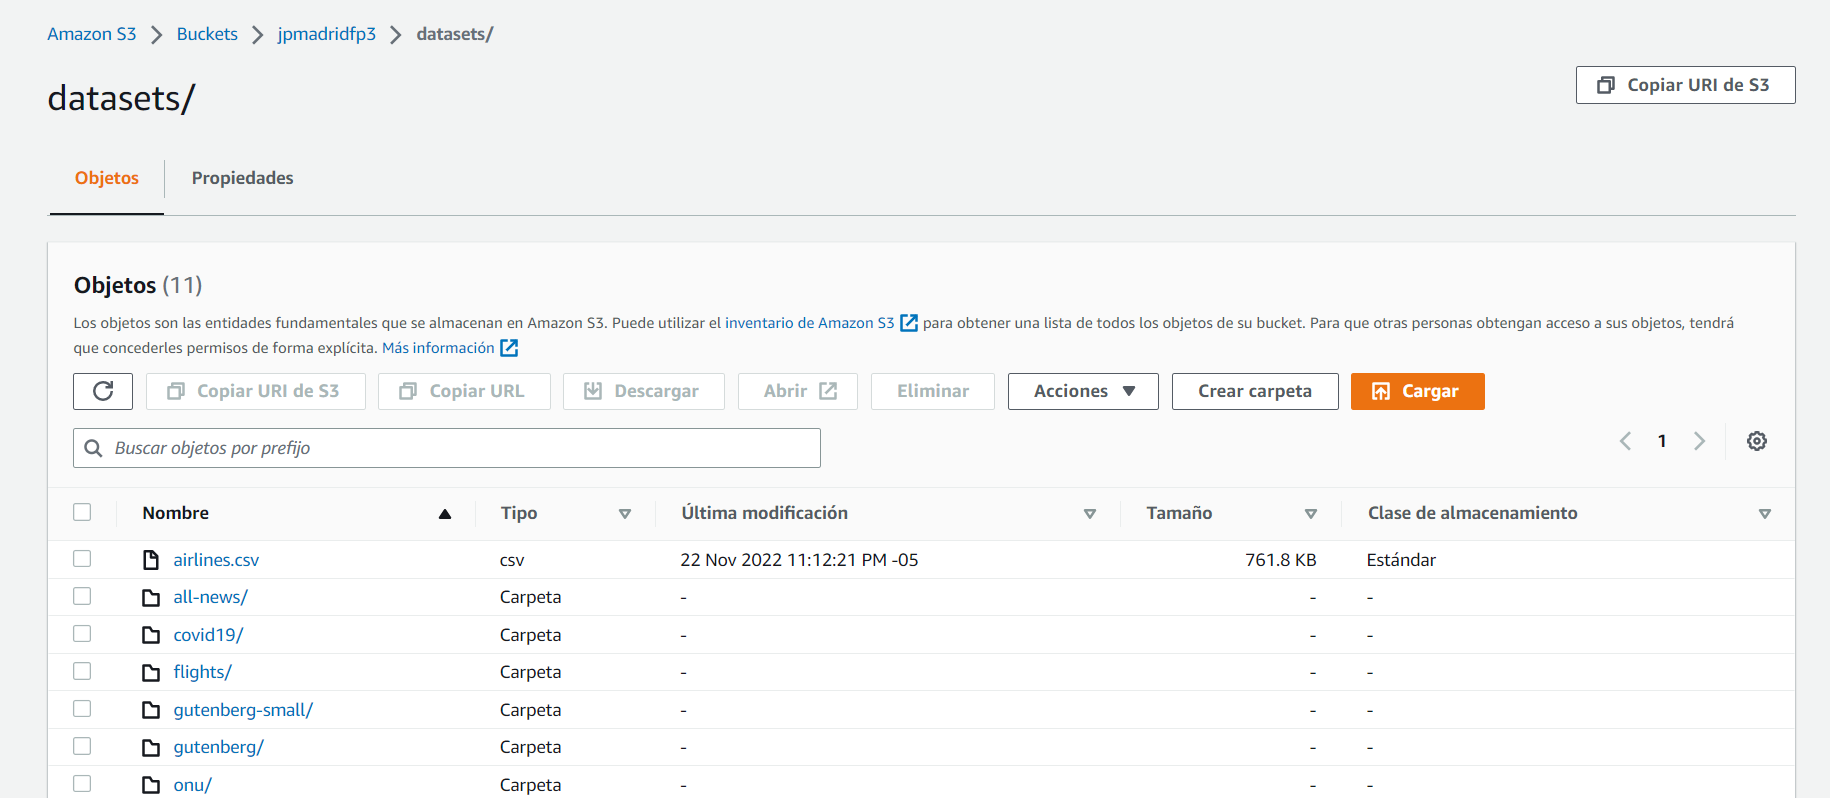 Amazon S3 > Buckets > jpmadridfp3 > datasets/
datasets/
Copiar URI de S3
Objetos Propiedades
Objetos (11)
Los objetos son las entidades fundamentales que se almacenan en Amazon S3. Puede utilizar el inventario de Amazon S3 para obtener una lista de todos los objetos de su bucket. Para que otras personas obtengan acceso a sus objetos, tendrá
que concederles permisos de forma explícita. Más información
Copiar URI de S3 Copiar URL Descargar Abrir Eliminar Acciones Crear carpeta Cargar
Buscar objetos por prefijo
1
Nombre Tipo Última modificación Tamaño Clase de almacenamiento
airlines.csv csv 22 Nov 2022 11:12:21 PM -05 761.8 KB Estándar
all-news/ Carpeta - - -
covid19/ Carpeta - - -
flights/ Carpeta - - -
gutenberg-small/ Carpeta - - -
gutenberg/ Carpeta - - -
onu/ Carpeta - - -